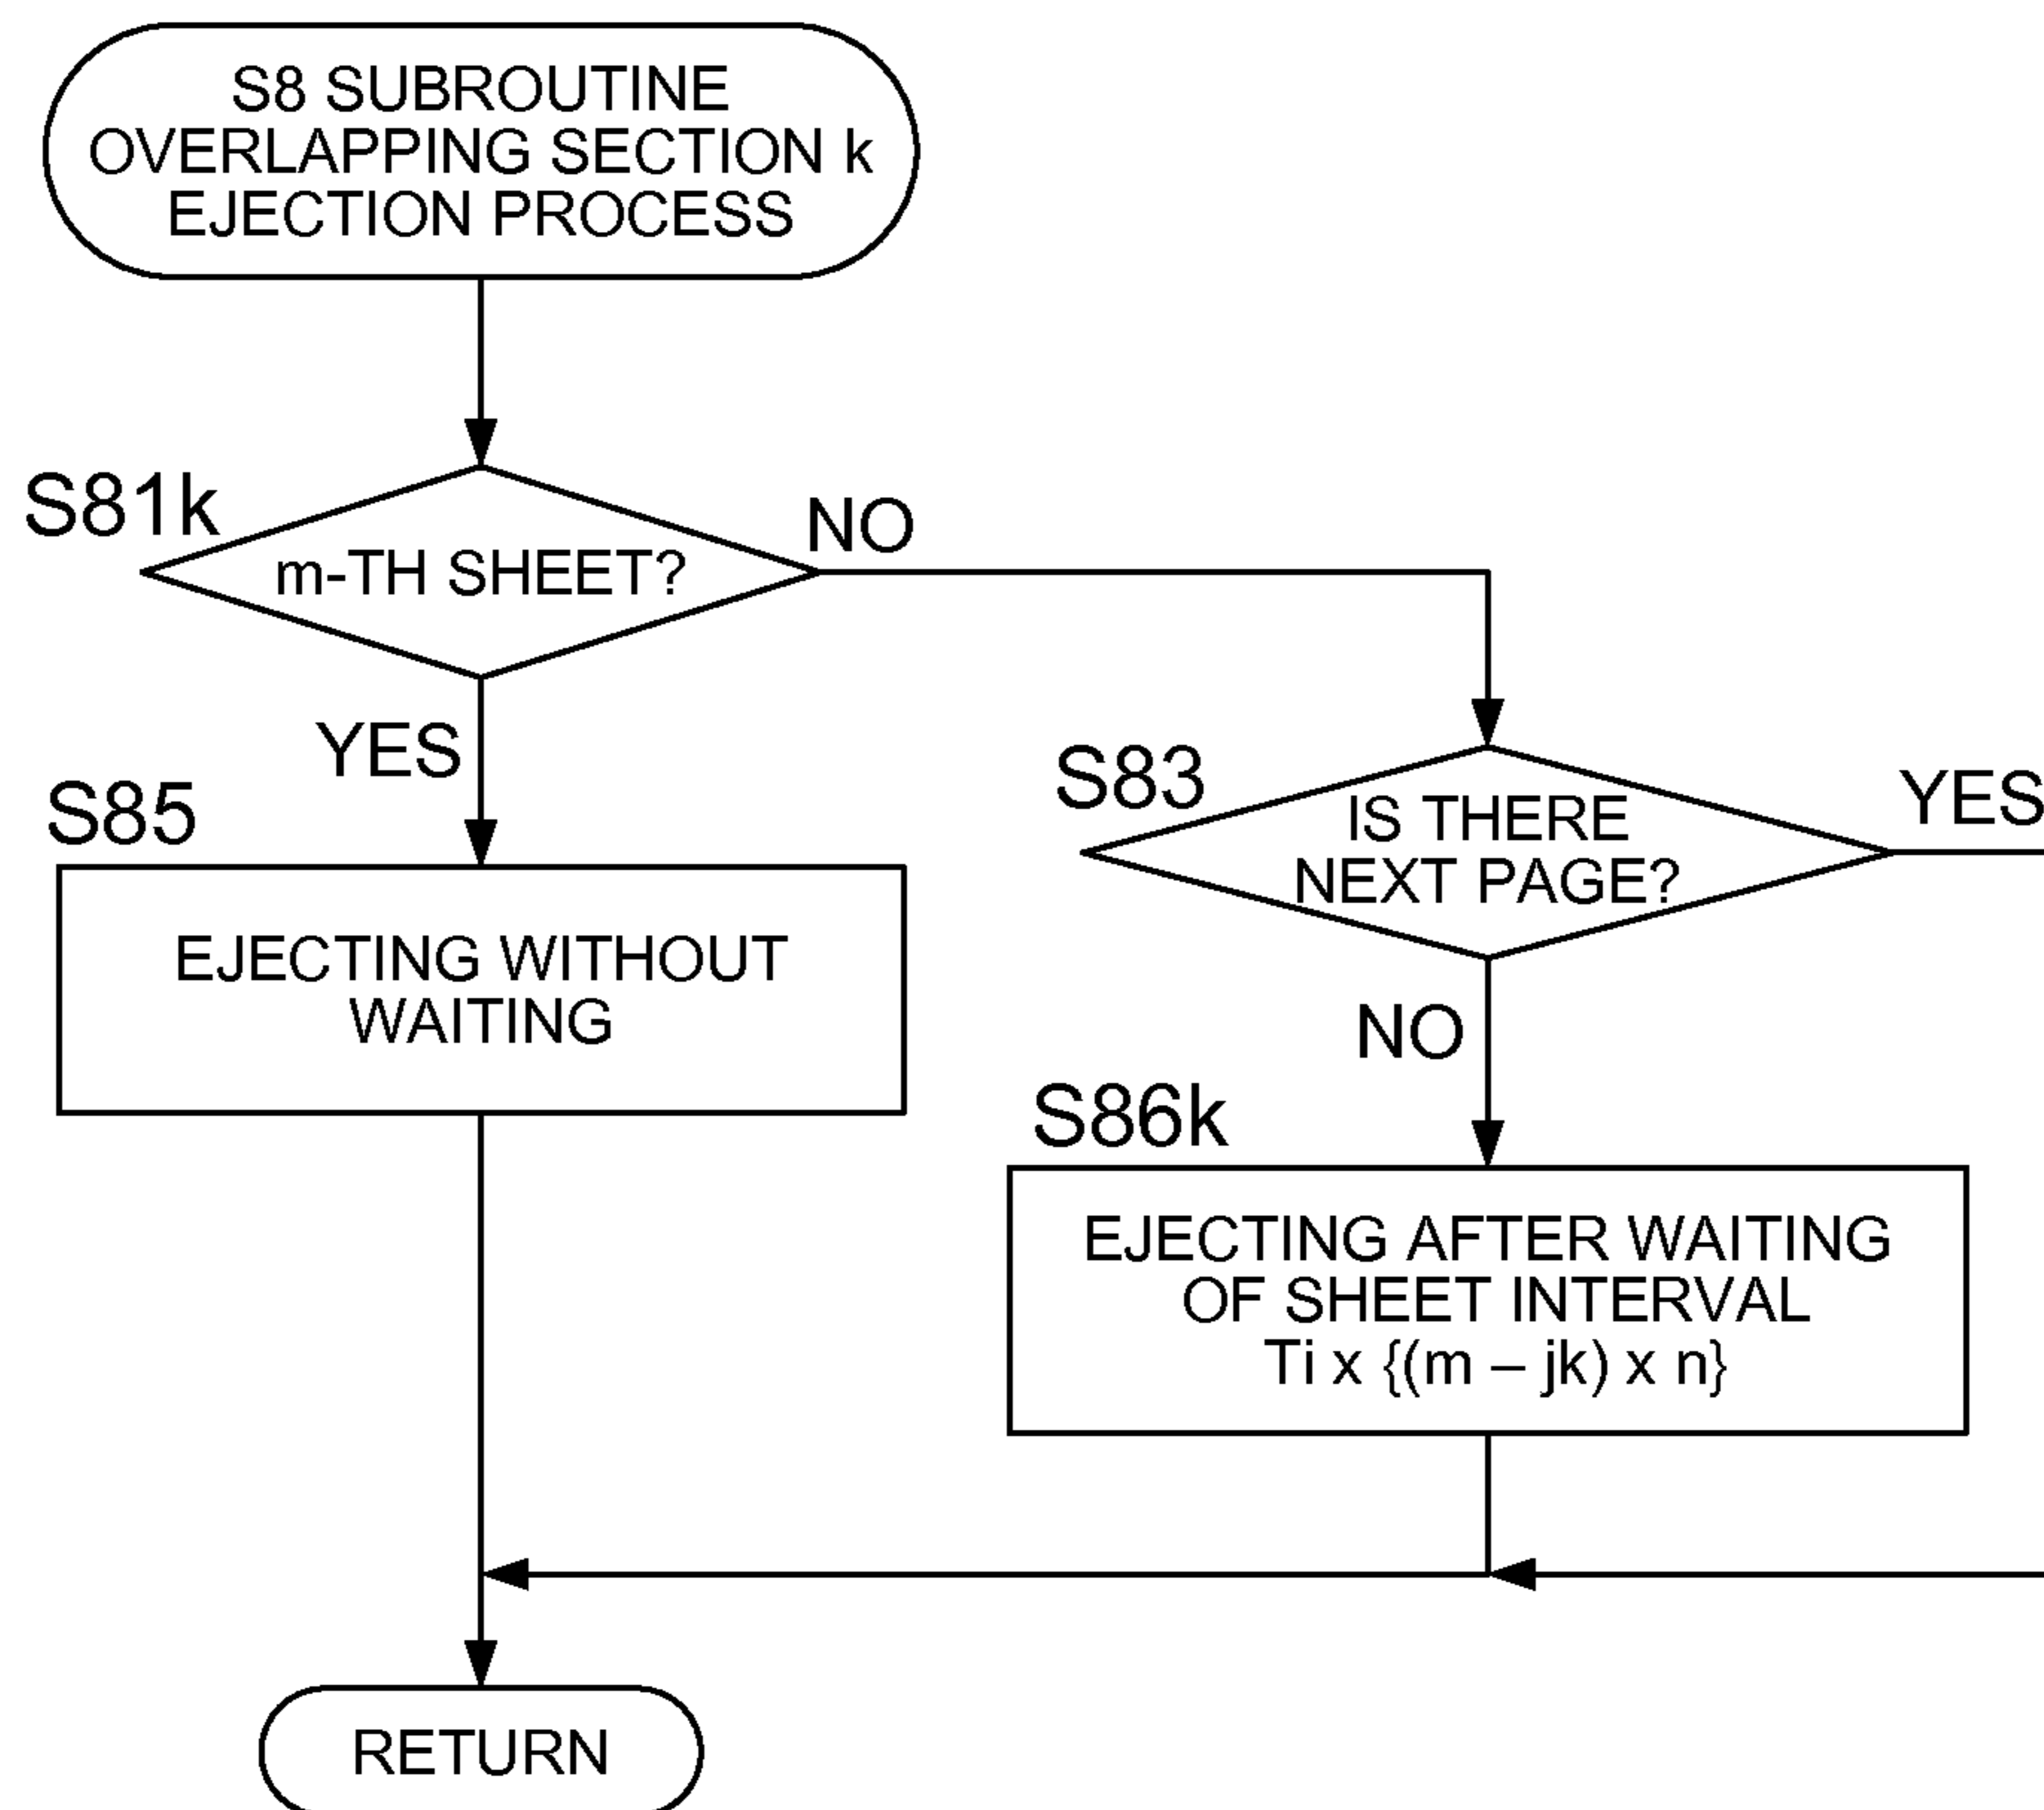 S8 SUBROUTINE
OVERLAPPING SECTION k
EJECTION PROCESS
S81k
m-TH SHEET?
NO
YES
S83
IS THERE
NEXT PAGE?
YES
S85
EJECTING WITHOUT
WAITING
NO
S86k
EJECTING AFTER WAITING
OF SHEET INTERVAL
Ti x {(m – jk) x n}
RETURN